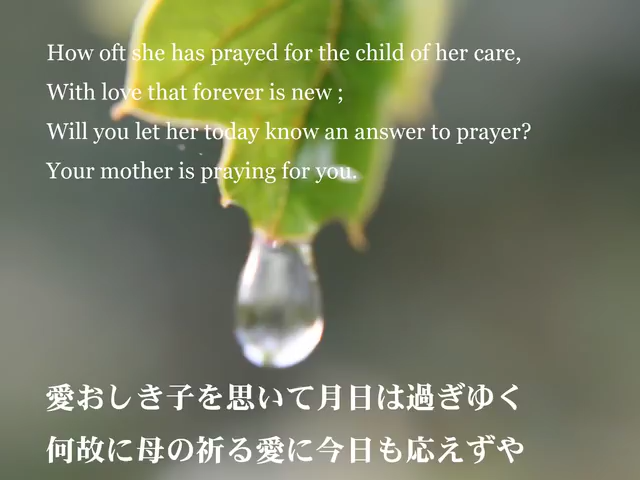 How oft she has prayed for the child of her care,
With love that forever is new ;
Will you let her today know an answer to prayer?
Your mother is praying for you.
愛おしき子を思いて月日は過ぎゆく
何故に母の祈る愛に今日も応えずや